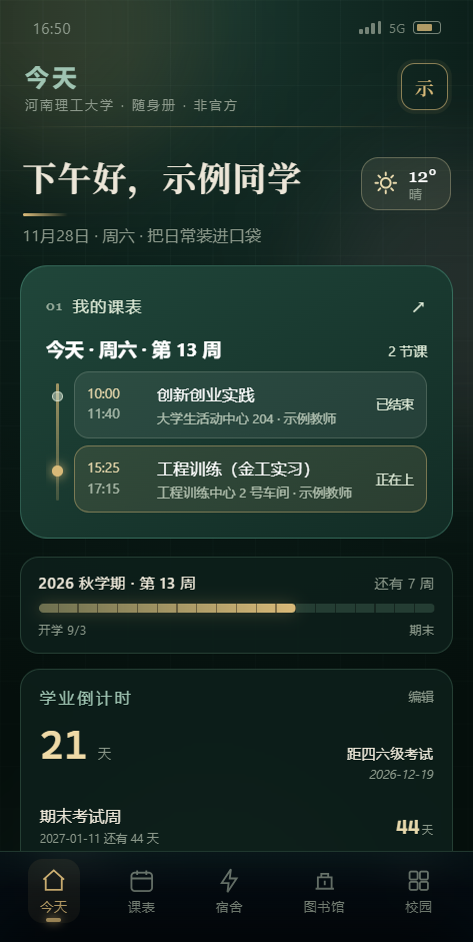 16:50
5G
今天
河南理工大学 · 随身册 · 非官方
示
下午好，示例同学
12°
晴
11月28日 · 周六 · 把日常装进口袋
01 我的课表 ↗
今天 · 周六 · 第 13 周
2 节课
10:00
11:40
创新创业实践
大学生活动中心 204 · 示例教师
已结束
15:25
17:15
工程训练（金工实习）
工程训练中心 2 号车间 · 示例教师
正在上
2026 秋学期 · 第 13 周
还有 7 周
开学 9/3
期末
学业倒计时
编辑
21 天
距四六级考试
2026-12-19
期末考试周
2027-01-11 还有 44 天
44天
今天
课表
宿舍
图书馆
校园